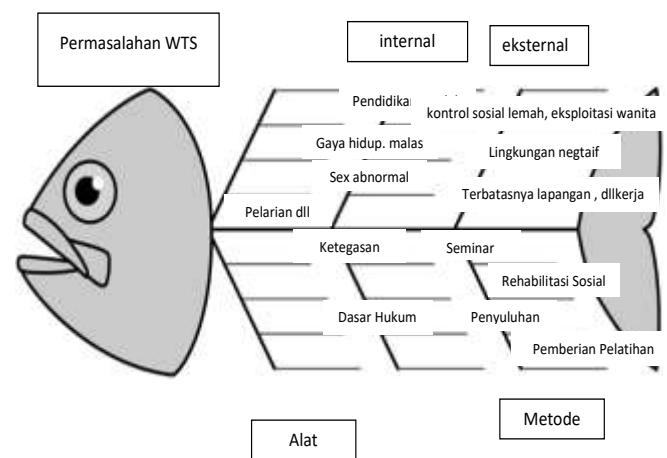 Permasalahan WTS
internal
eksternal
Pendidikan
kontrol sosial lemah, eksploitasi wanita
Gaya hidup. malas
Lingkungan negtaif
Sex abnormal
Terbatasnya lapangan , dllkerja
Pelarian dll
Ketegasan
Seminar
Rehabilitasi Sosial
Dasar Hukum
Penyuluhan
Pemberian Pelatihan
Metode
Alat